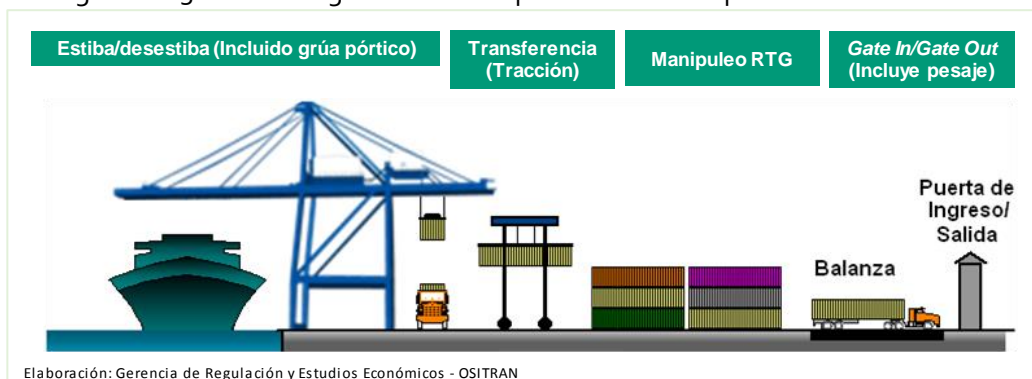 Estiba/desestiba (Incluido grúa pórtico)
Transferencia
(Tracción)
Manipuleo RTG
Gate In/Gate Out
(Incluye pesaje)
Puerta de
Ingreso/
Salida
Balanza
Elaboración: Gerencia de Regulación y Estudios Económicos - OSITRAN